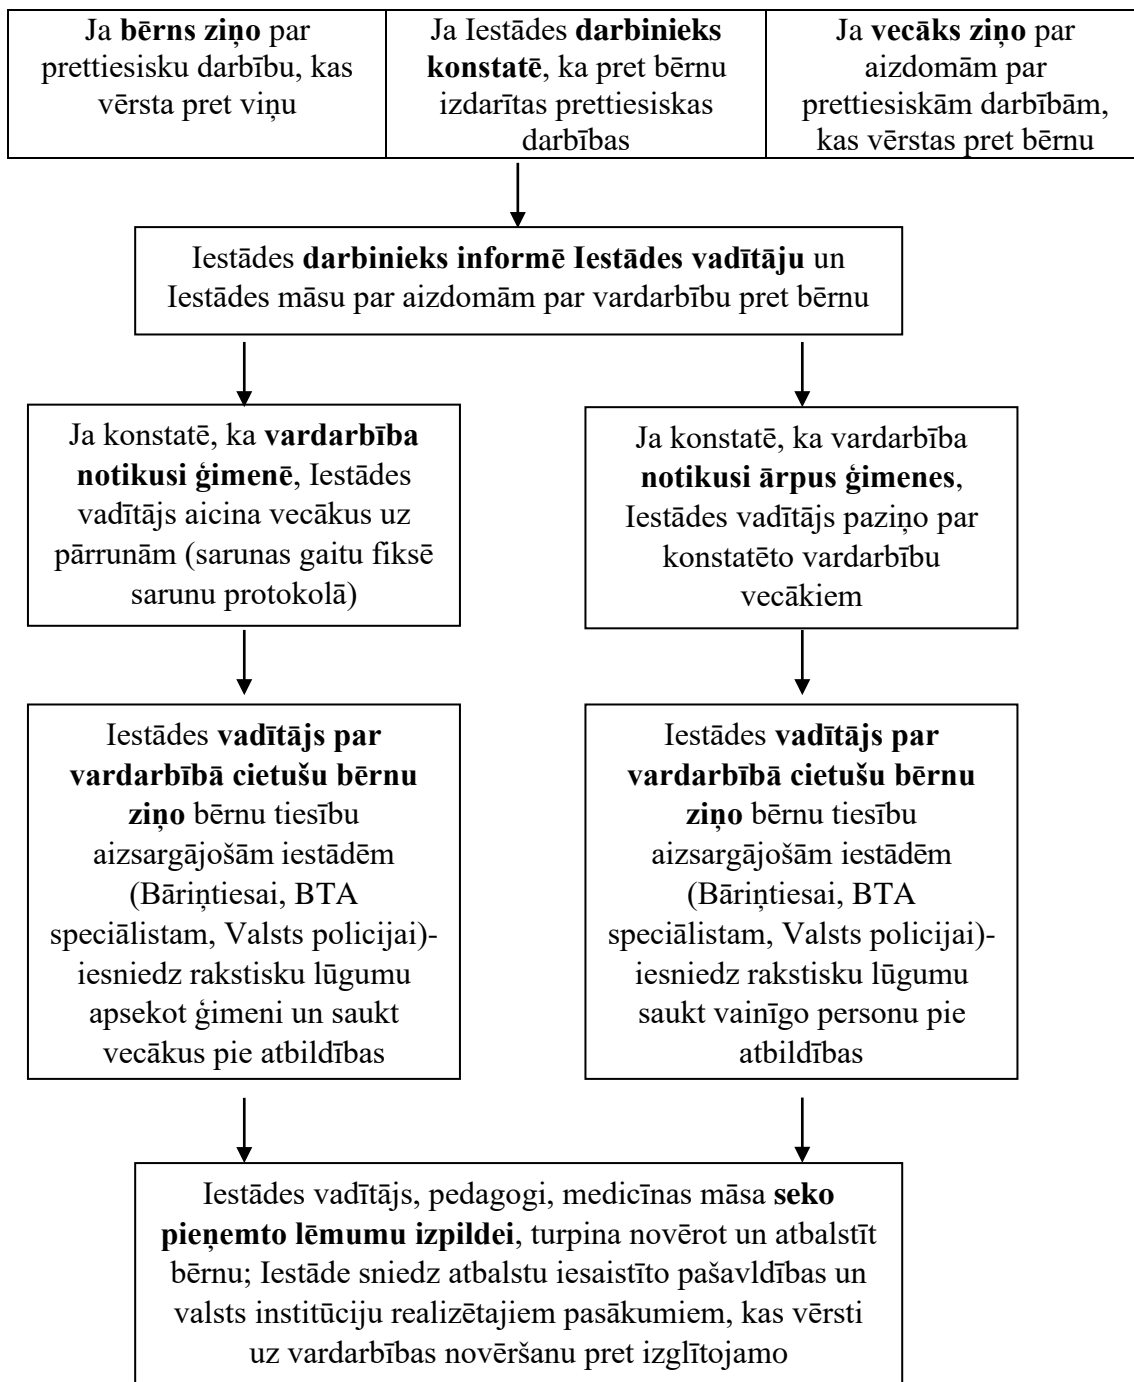 Ja bērns ziņo par
prettiesisku darbību, kas
vērsta pret viņu
Ja Iestādes darbinieks
konstatē, ka pret bērnu
izdarītas prettiesiskas
darbības
Ja vecāks ziņo par
aizdomām par
prettiesiskām darbībām,
kas vērstas pret bērnu
Iestādes darbinieks informē Iestādes vadītāju un
Iestādes māsu par aizdomām par vardarbību pret bērnu
Ja konstatē, ka vardarbība
notikusi ģimenē, Iestādes
vadītājs aicina vecākus uz
pārrunām (sarunas gaitu fiksē
sarunu protokolā)
Ja konstatē, ka vardarbība
notikusi ārpus ģimenes,
Iestādes vadītājs paziņo par
konstatēto vardarbību
vecākiem
Iestādes vadītājs par
vardarbībā cietušu bērnu
ziņo bērnu tiesību
aizsargājošām iestādēm
(Bāriņtiesai, BTA
speciālistam, Valsts policijai)-
iesniedz rakstisku lūgumu
apsekot ģimeni un saukt
vecākus pie atbildības
Iestādes vadītājs par
vardarbībā cietušu bērnu
ziņo bērnu tiesību
aizsargājošām iestādēm
(Bāriņtiesai, BTA
speciālistam, Valsts policijai)-
iesniedz rakstisku lūgumu
saukt vainīgo personu pie
atbildības
Iestādes vadītājs, pedagogi, medicīnas māsa seko
pieņemto lēmumu izpildei, turpina novērot un atbalstīt
bērnu; Iestāde sniedz atbalstu iesaistīto pašavldības un
valsts institūciju realizētajiem pasākumiem, kas vērsti
uz vardarbības novēršanu pret izglītojamo